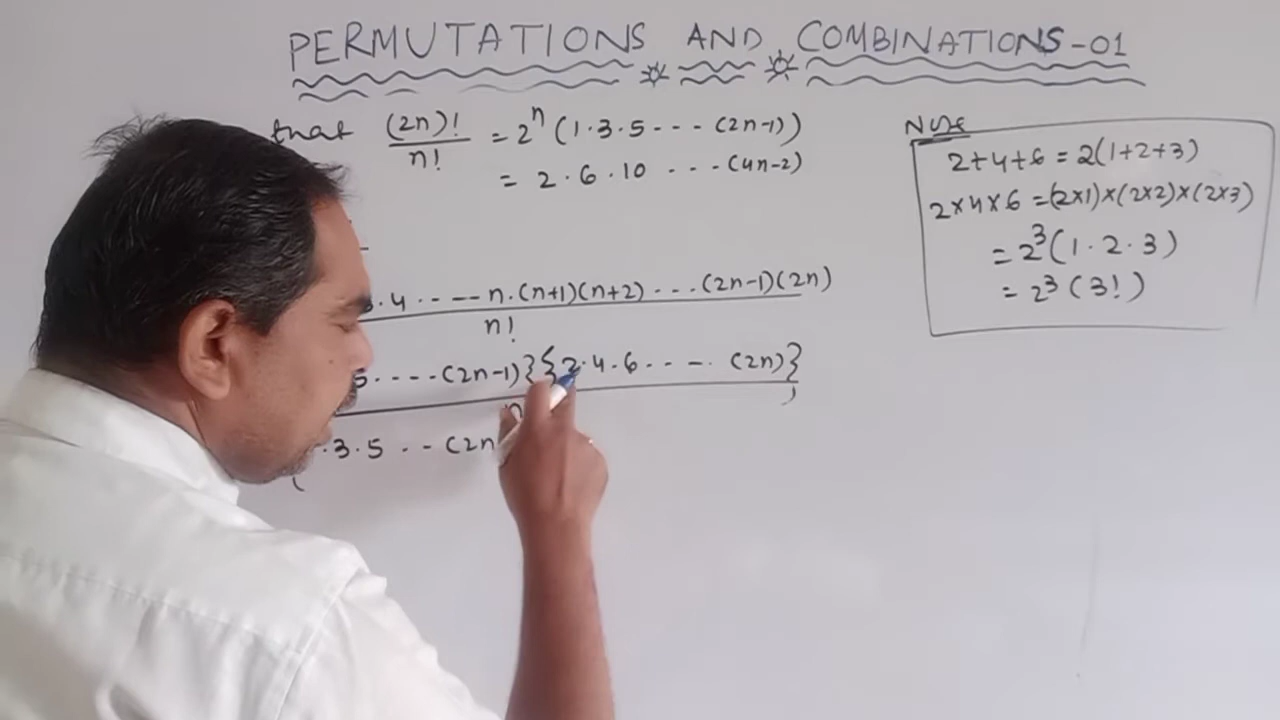 PERMUTATIONS AND COMBINATIONS-01
that (2n)!/n! = 2^n (1·3·5 --- (2n-1))
= 2·6·10 --- (4n-2)
4 ---- n·(n+1)(n+2) ---(2n-1)(2n)
n!
5 ---- (2n-1)}{2·4·6 --- (2n)}
·3·5 -- (2n
2+4+6=2(1+2+3)
2×4×6=(2×1)×(2×2)×(2×3)
= 2^3(1·2·3)
= 2^3(3!)